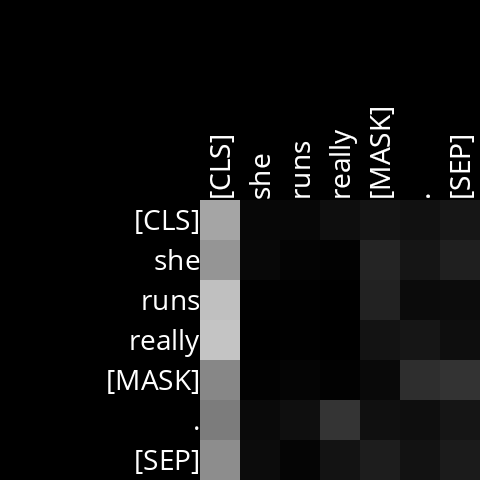 [CLS] she runs really [MASK] . [SEP]
[CLS]
she
runs
really
[MASK]
.
[SEP]